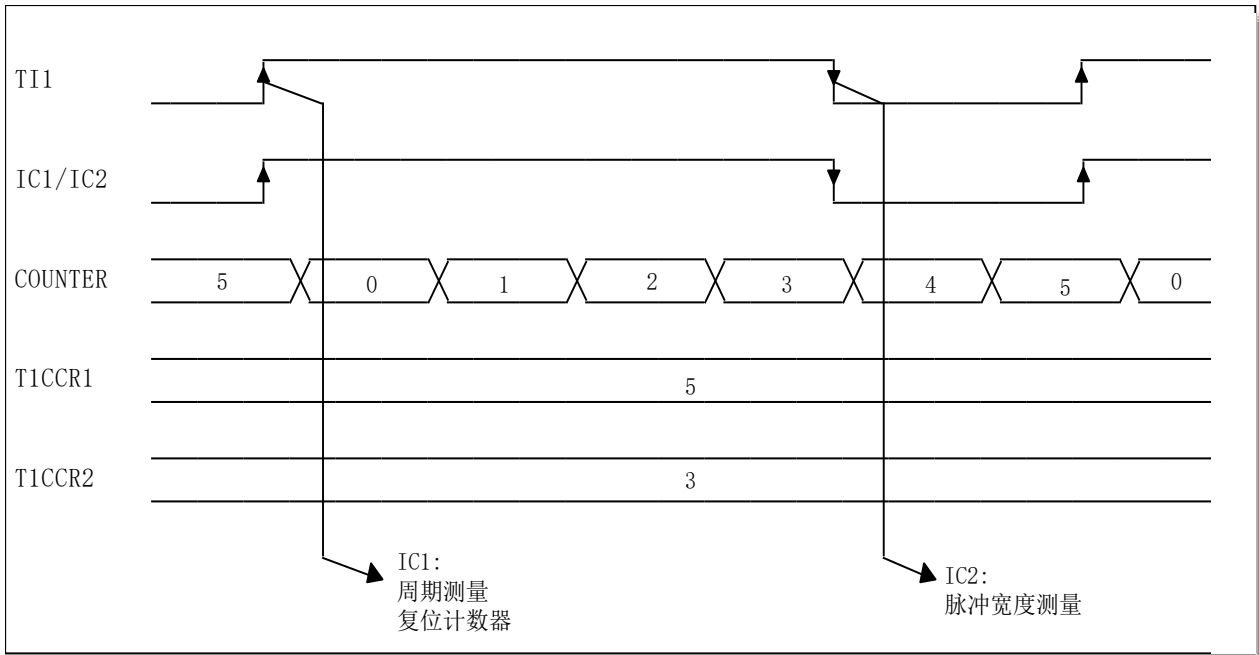 TI1
IC1/IC2
COUNTER 5 0 1 2 3 4 5 0
T1CCR1 5
T1CCR2 3
IC1:
周期测量
复位计数器
IC2:
脉冲宽度测量